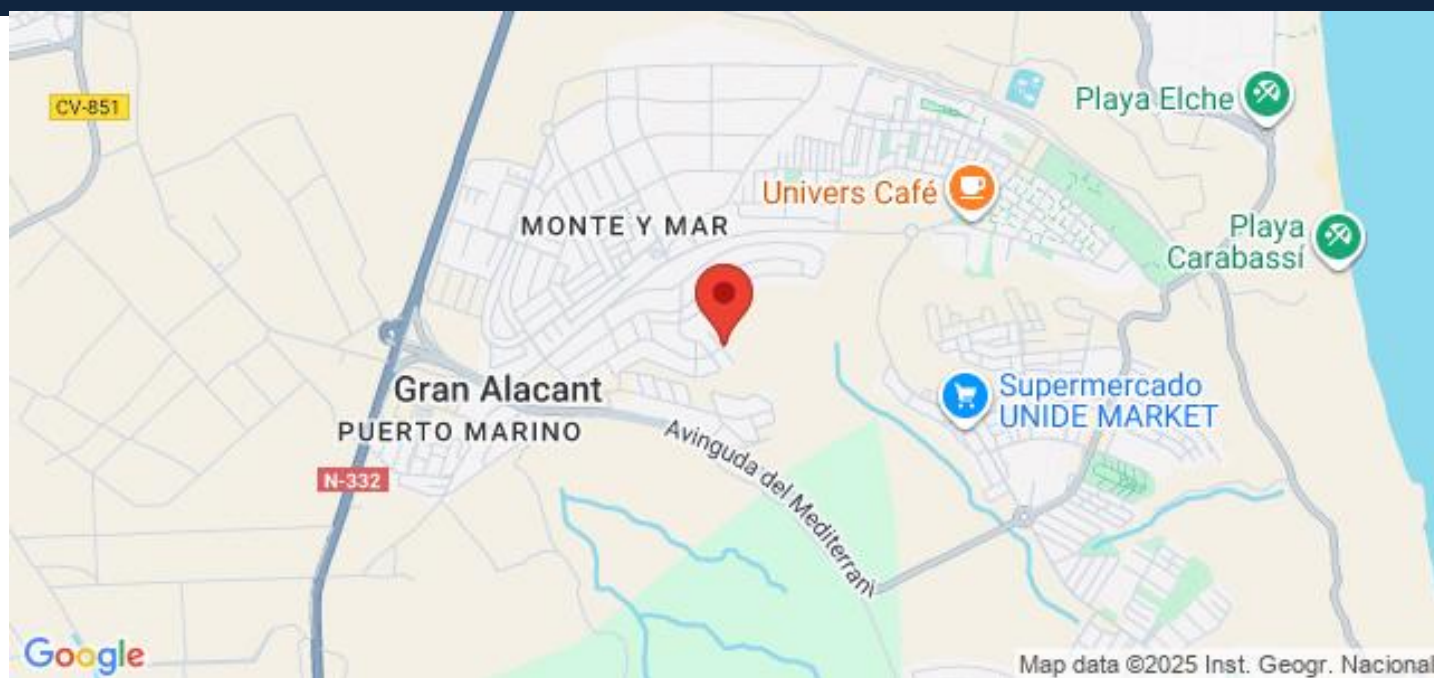 CV-851
Playa Elche
Univers Café
MONTE Y MAR
Playa
Carabassí
Gran Alacant
Supermercado
UNIDE MARKET
PUERTO MARINO
Avinguda del Mediterrani
N-332
Google
Map data ©2025 Inst. Geogr. Nacional